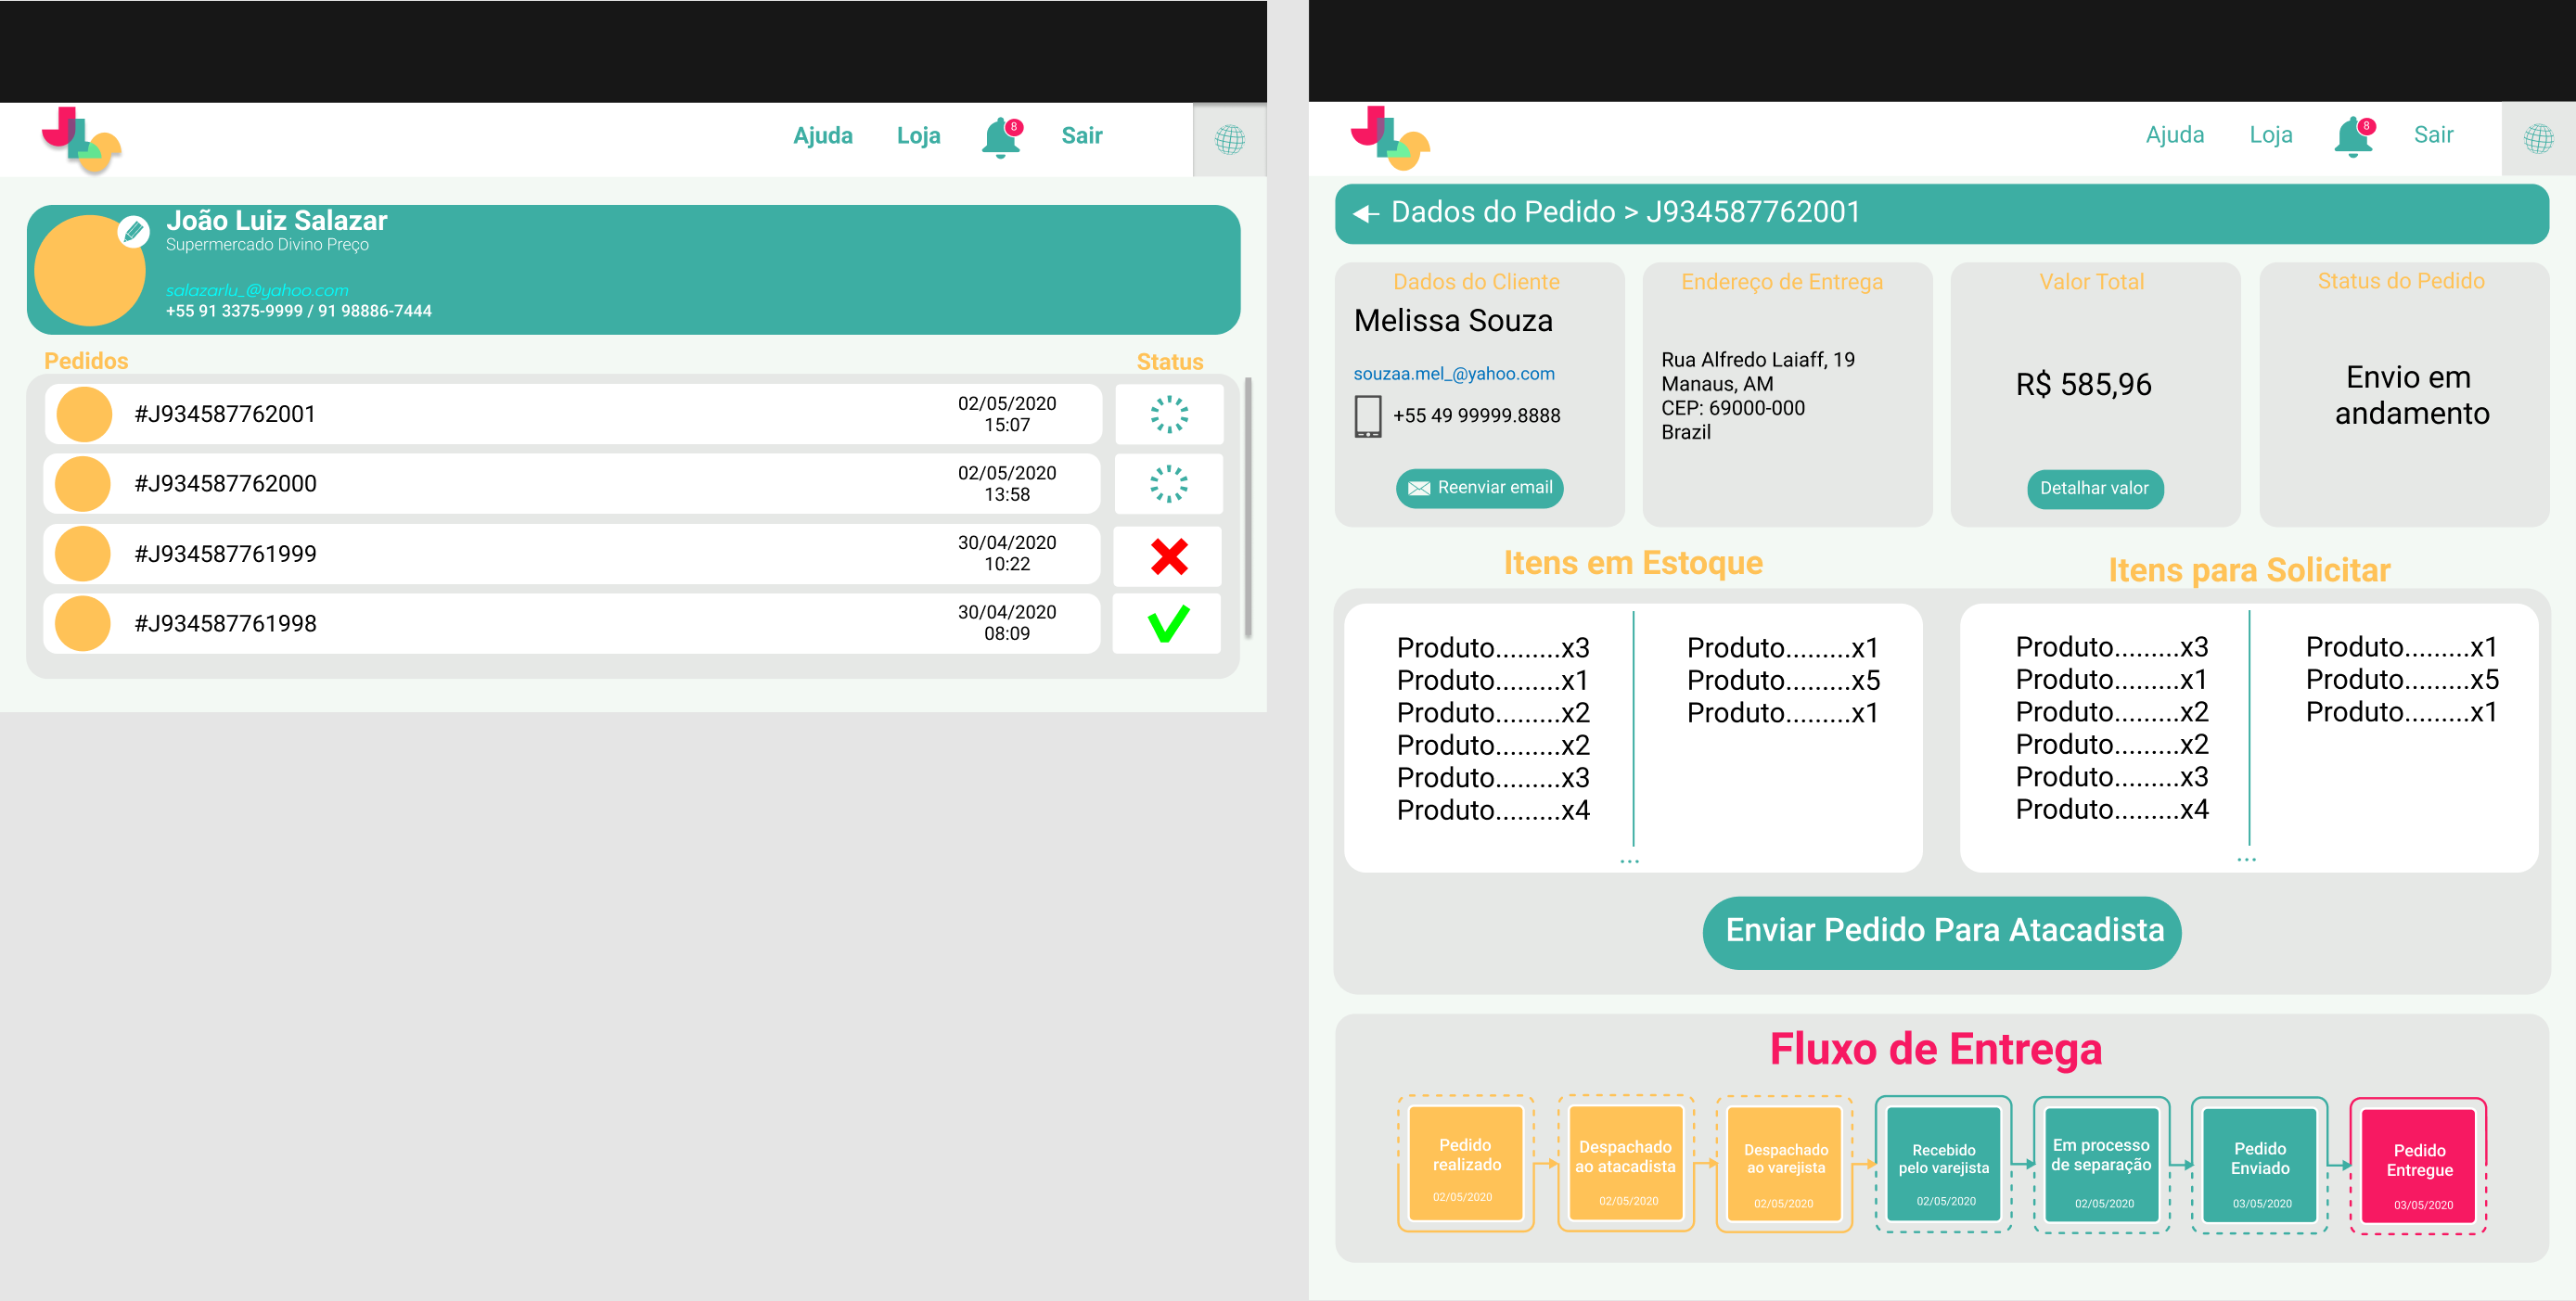 Ajuda Loja 8 Sair
João Luiz Salazar
Supermercado Divino Preço
salazarlu_@yahoo.com
+55 91 3375-9999 / 91 98886-7444
Pedidos Status
#J934587762001 02/05/2020
15:07
#J934587762000 02/05/2020
13:58
#J934587761999 30/04/2020
10:22
#J934587761998 30/04/2020
08:09
Ajuda Loja 8 Sair
Dados do Pedido > J934587762001
Dados do Cliente
Melissa Souza
souzaa.mel_@yahoo.com
+55 49 99999.8888
Reenviar email
Endereço de Entrega
Rua Alfredo Laiaff, 19
Manaus, AM
CEP: 69000-000
Brazil
Valor Total
R$ 585,96
Detalhar valor
Status do Pedido
Envio em
andamento
Itens em Estoque
Produto.........x3
Produto.........x1
Produto.........x2
Produto.........x2
Produto.........x3
Produto.........x4
Produto.........x1
Produto.........x5
Produto.........x1
...
Itens para Solicitar
Produto.........x3
Produto.........x1
Produto.........x2
Produto.........x2
Produto.........x3
Produto.........x4
Produto.........x1
Produto.........x5
Produto.........x1
...
Enviar Pedido Para Atacadista
Fluxo de Entrega
Pedido
realizado
02/05/2020
Despachado
ao atacadista
02/05/2020
Despachado
ao varejista
02/05/2020
Recebido
pelo varejista
02/05/2020
Em processo
de separação
02/05/2020
Pedido
Enviado
03/05/2020
Pedido
Entregue
03/05/2020